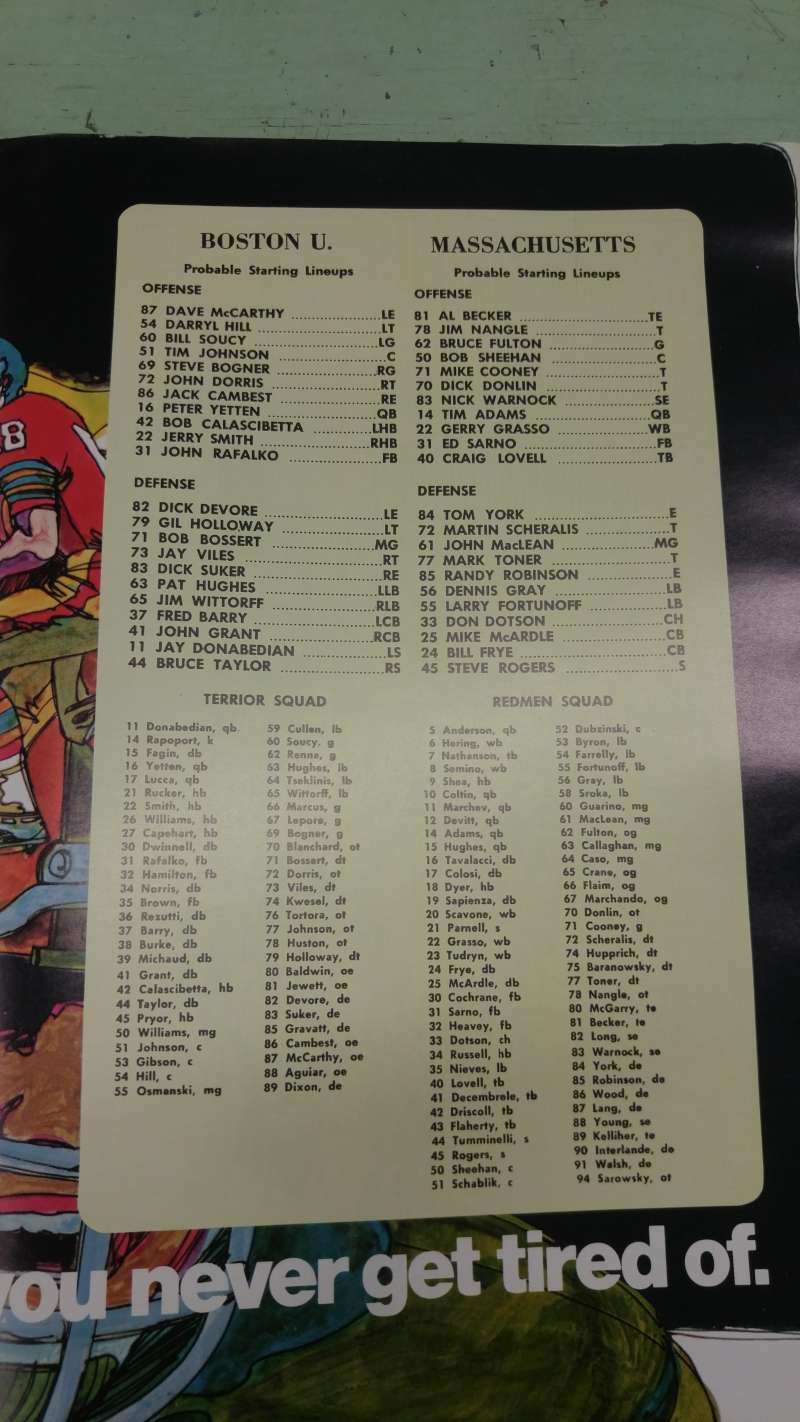 BOSTON U.
Probable Starting Lineups
OFFENSE
87 DAVE McCARTHY ....................LE
54 DARRYL HILL ....................LT
60 BILL SOUCY ....................LG
51 TIM JOHNSON ....................C
69 STEVE BOGNER ....................RG
72 JOHN DORRIS ....................RT
86 JACK CAMBEST ....................RE
16 PETER YETTEN ....................QB
42 BOB CALASCIBETTA ............LHB
22 JERRY SMITH ....................RHB
31 JOHN RAFALKO ....................FB
DEFENSE
82 DICK DEVORE ....................LE
79 GIL HOLLOWAY ....................LT
71 BOB BOSSERT ....................MG
73 JAY VILES ....................RT
83 DICK SUKER ....................RE
63 PAT HUGHES ....................LLB
65 JIM WITTORFF ....................RLB
37 FRED BARRY ....................LCB
41 JOHN GRANT ....................RCB
11 JAY DONABEDIAN ....................LS
44 BRUCE TAYLOR ....................RS
MASSACHUSETTS
Probable Starting Lineups
OFFENSE
81 AL BECKER ....................TE
78 JIM NANGLE ....................T
62 BRUCE FULTON ....................G
50 BOB SHEEHAN ....................C
71 MIKE COONEY ....................T
70 DICK DONLIN ....................T
83 NICK WARNOCK ....................SE
14 TIM ADAMS ....................QB
22 GERRY GRASSO ....................WB
31 ED SARNO ....................FB
40 CRAIG LOVELL ....................TB
DEFENSE
84 TOM YORK ....................E
72 MARTIN SCHERALIS ....................T
61 JOHN MacLEAN ....................MG
77 MARK TONER ....................T
85 RANDY ROBINSON ....................E
56 DENNIS GRAY ....................LB
55 LARRY FORTUNOFF ....................LB
33 DON DOTSON ....................CH
25 MIKE McARDLE ....................CB
24 BILL FRYE ....................CB
45 STEVE ROGERS ....................S
TERRIOR SQUAD
11 Donabedian, qb
14 Rapoport, k
15 Fagin, db
16 Yetten, qb
17 Lucca, qb
21 Rucker, hb
22 Smith, hb
26 Williams, hb
27 Capehart, hb
30 Dwinnell, db
31 Rafalko, fb
32 Hamilton, fb
34 Norris, db
35 Brown, fb
36 Rezutti, db
37 Barry, db
38 Burke, db
39 Michaud, db
41 Grant, db
42 Calascibetta, hb
44 Taylor, db
45 Pryor, hb
50 Williams, mg
51 Johnson, c
53 Gibson, c
54 Hill, c
55 Osmenski, mg
59 Cullen, lb
60 Soucy, g
62 Renna, g
63 Hughes, lb
64 Tseklinis, lb
65 Wittorff, lb
66 Marcus, g
67 Lepore, g
69 Bogner, g
70 Blanchard, ot
71 Bossert, dt
72 Dorris, ot
73 Viles, dt
74 Kwesel, dt
76 Tortora, ot
77 Johnson, ot
78 Huston, ot
79 Holloway, dt
80 Baldwin, oe
81 Jewett, oe
82 Devore, de
83 Suker, de
85 Gravatt, de
86 Cambest, oe
87 McCarthy, oe
88 Aguiar, oe
89 Dixon, de
REDMEN SQUAD
5 Anderson, qb
6 Hering, wb
7 Nathanson, tb
8 Semino, wb
9 Shea, hb
10 Coltin, qb
11 Marchev, qb
12 Devitt, qb
14 Adams, qb
15 Hughes, qb
16 Tavalacci, db
17 Colosi, db
18 Dyer, hb
19 Sapienza, db
20 Scavone, wb
21 Parnell, s
22 Grasso, wb
23 Tudryn, wb
24 Frye, db
25 McArdle, db
30 Cochrane, fb
31 Sarno, fb
32 Heavey, fb
33 Dotson, ch
34 Russell, hb
35 Nieves, lb
40 Lovell, tb
41 Decembrele, tb
42 Driscoll, tb
43 Flaherty, tb
44 Tumminelli, s
45 Rogers, s
50 Sheehan, c
51 Schablik, c
52 Dubzinski, c
53 Byron, lb
54 Farrelly, lb
55 Fortunoff, lb
56 Gray, lb
58 Sroka, lb
60 Guarino, mg
61 MacLean, mg
62 Fulton, og
63 Callaghan, mg
64 Caso, mg
65 Crane, og
66 Flaim, og
67 Marchando, og
70 Donlin, ot
71 Cooney, g
72 Scheralis, dt
74 Hupprich, dt
75 Baranowsky, dt
77 Toner, dt
78 Nangle, ot
80 McGarry, te
81 Becker, te
82 Long, se
83 Warnock, se
84 York, de
85 Robinson, de
86 Wood, de
87 Lang, de
88 Young, se
89 Kelliher, te
90 Interlande, de
91 Walsh, de
94 Sarowsky, ot
you never get tired of.
8